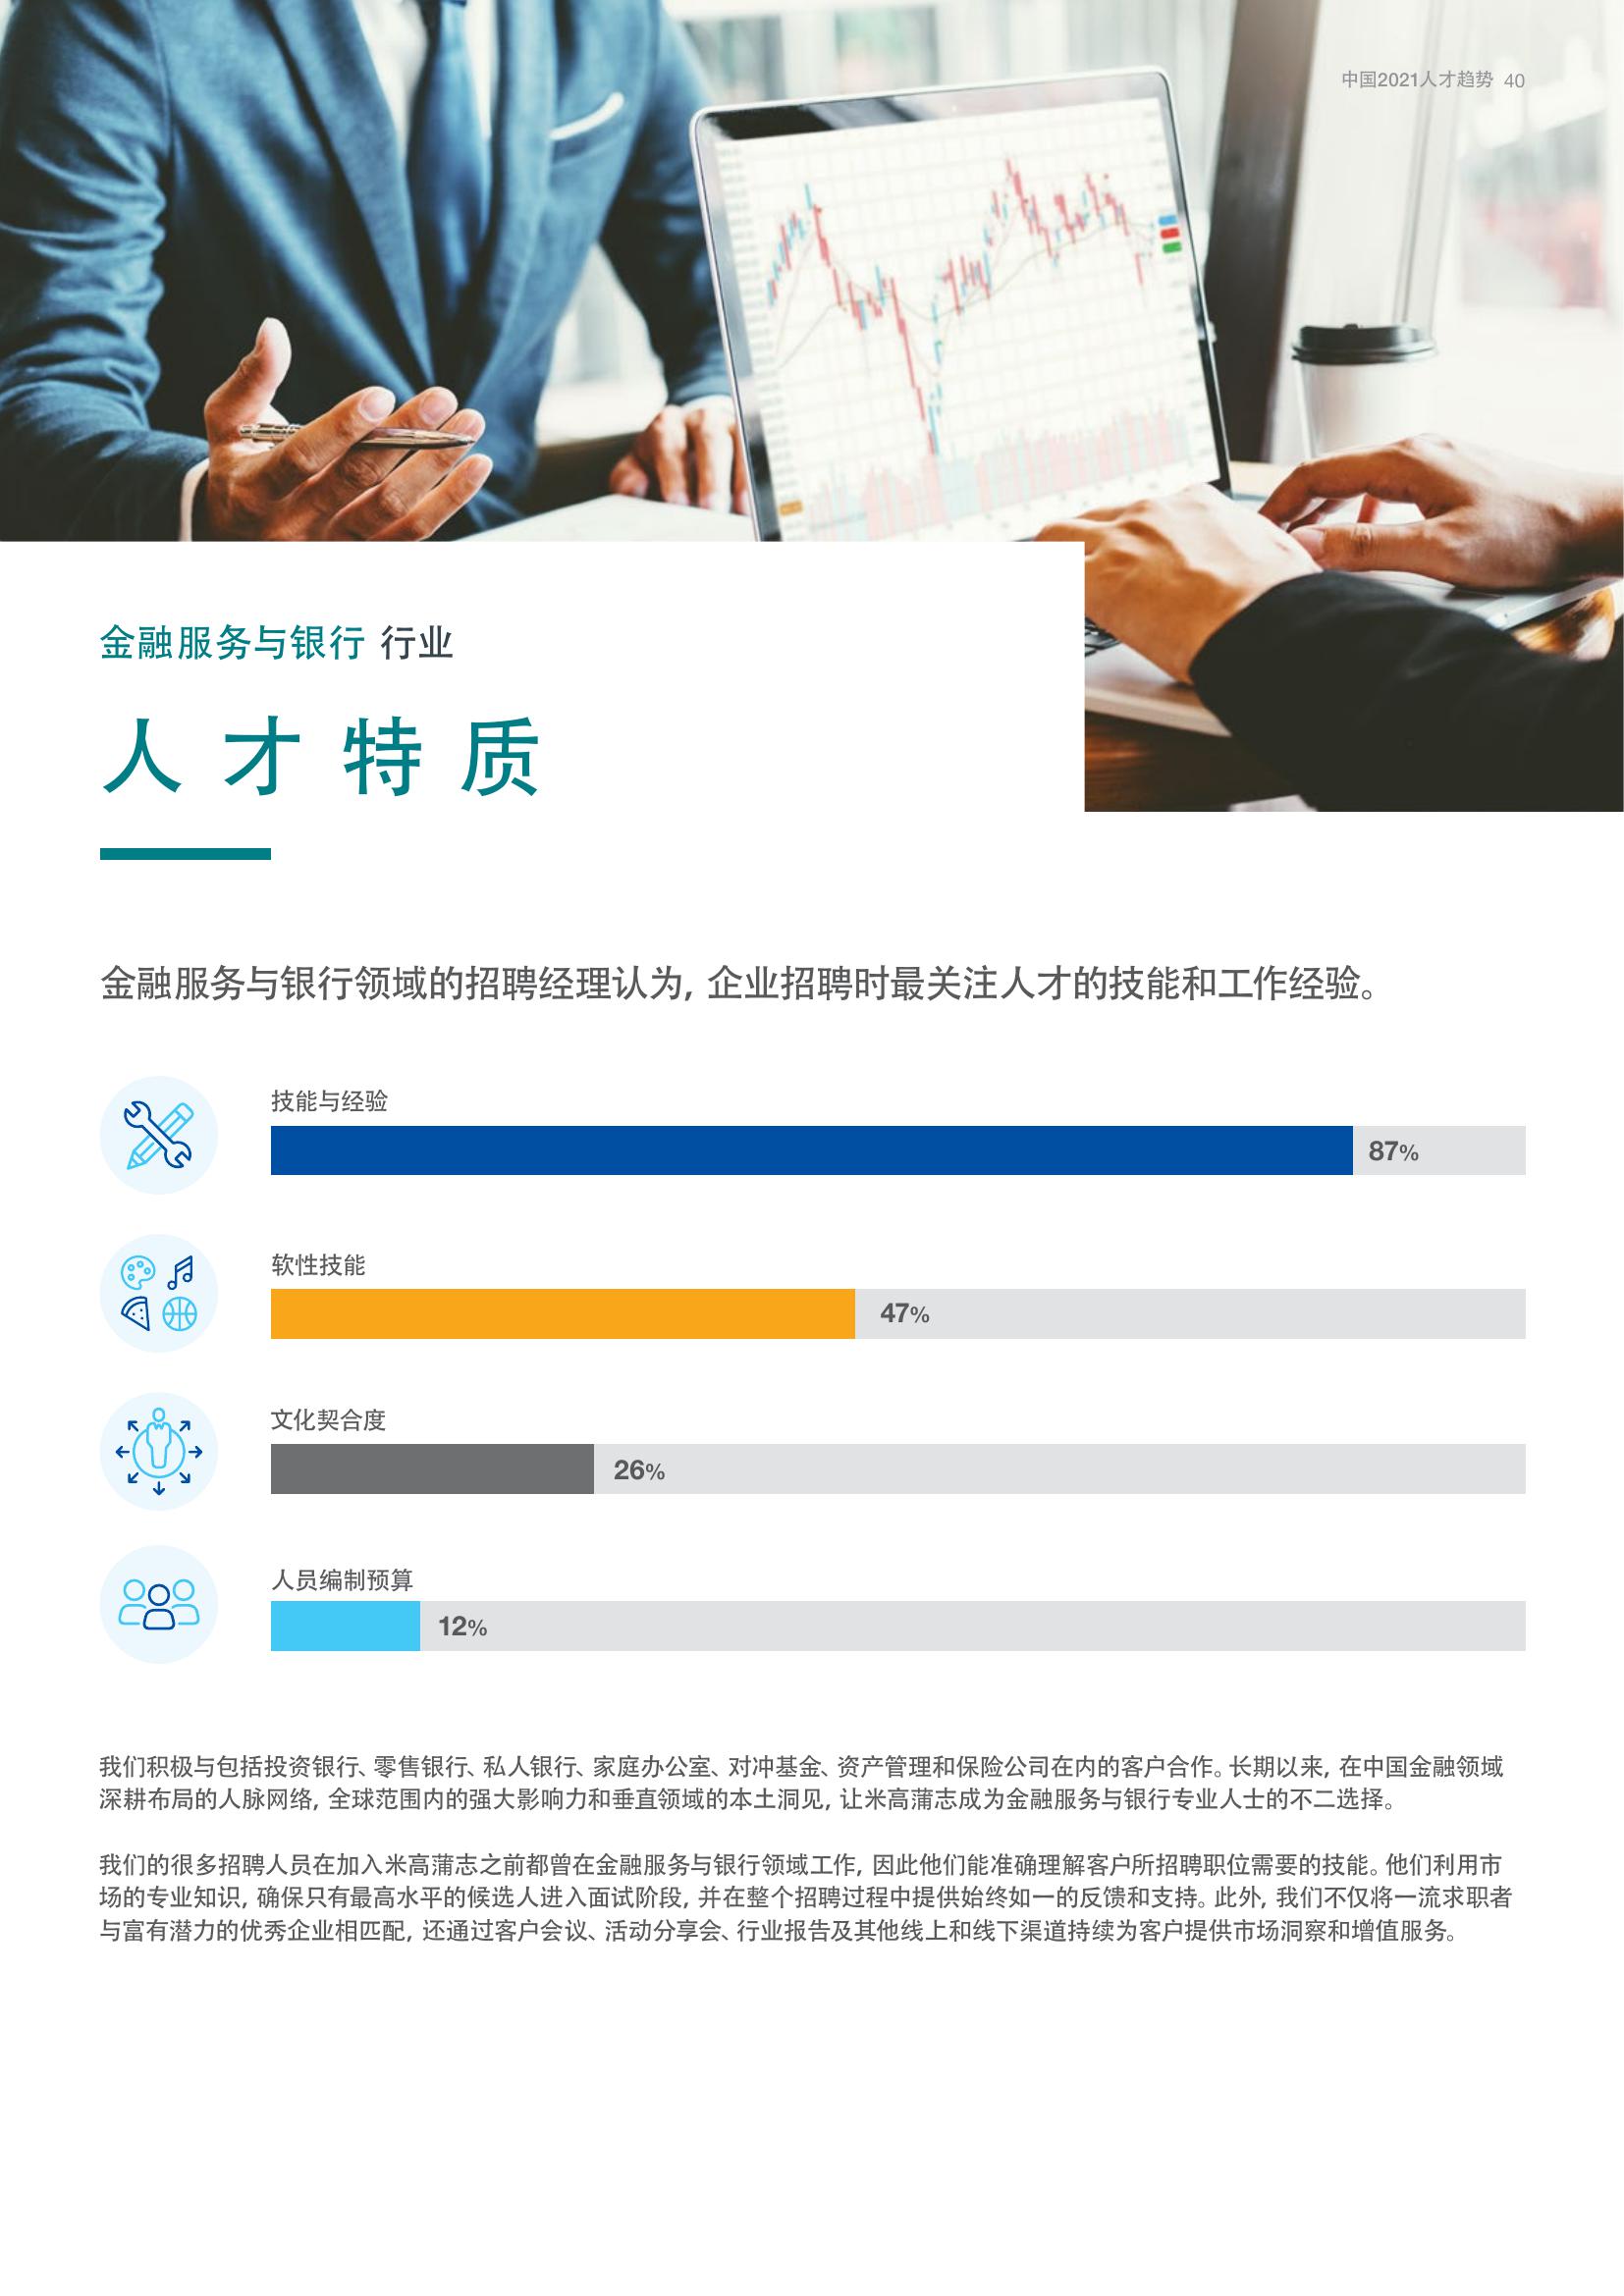 中国2021人才趋势 40
金融服务与银行 行业
人才特质
金融服务与银行领域的招聘经理认为, 企业招聘时最关注人才的技能和工作经验。
技能与经验
87%
软性技能
47%
文化契合度
26%
人员编制预算
12%
我们积极与包括投资银行、零售银行、私人银行、家庭办公室、对冲基金、资产管理和保险公司在内的客户合作。长期以来, 在中国金融领域
深耕布局的人脉网络, 全球范围内的强大影响力和垂直领域的本土洞见, 让米高蒲志成为金融服务与银行专业人士的不二选择。
我们的很多招聘人员在加入米高蒲志之前都曾在金融服务与银行领域工作, 因此他们能准确理解客户所招聘职位需要的技能。他们利用市
场的专业知识, 确保只有最高水平的候选人进入面试阶段, 并在整个招聘过程中提供始终如一的反馈和支持。此外, 我们不仅将一流求职者
与富有潜力的优秀企业相匹配, 还通过客户会议、活动分享会、行业报告及其他线上和线下渠道持续为客户提供市场洞察和增值服务。